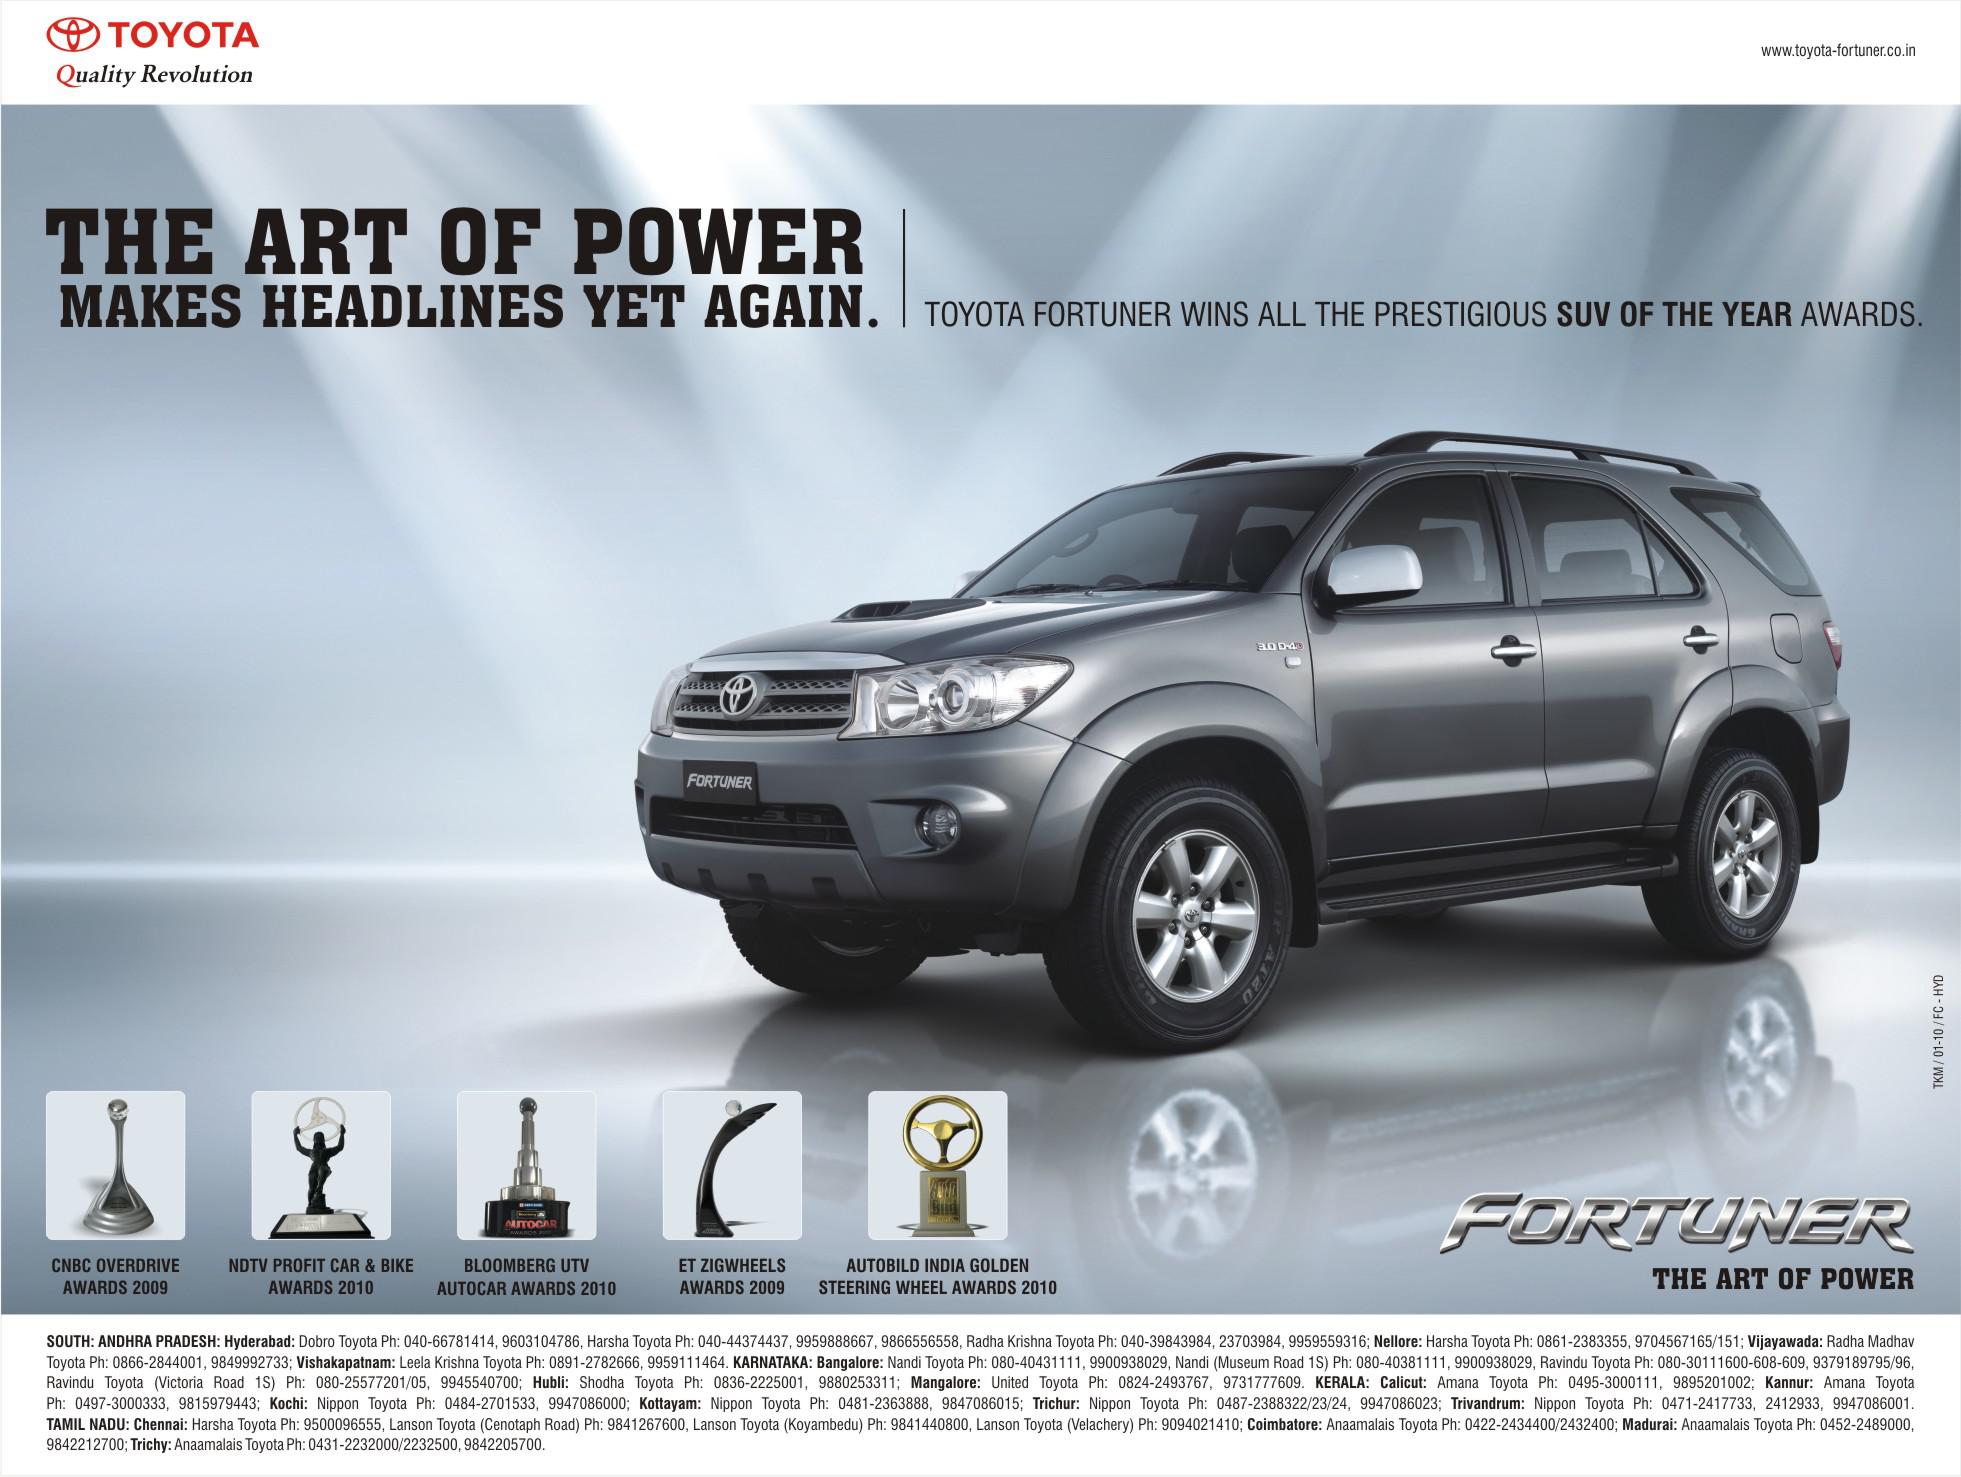 TOYOTA
Quality Revolution
www.toyota-fortuner.co.in
THE ART OF POWER
MAKES HEADLINES YET AGAIN.
TOYOTA FORTUNER WINS ALL THE PRESTIGIOUS SUV OF THE YEAR AWARDS.
3.0 D-4D
FORTUNER
TKM / 01-10 / FC - HYD
AUTOCAR
CNBC OVERDRIVE
AWARDS 2009
NDTV PROFIT CAR & BIKE
AWARDS 2010
BLOOMBERG UTV
AUTOCAR AWARDS 2010
ET ZIGWHEELS
AWARDS 2009
AUTOBILD INDIA GOLDEN
STEERING WHEEL AWARDS 2010
FORTUNER
THE ART OF POWER
SOUTH: ANDHRA PRADESH: Hyderabad: Dobro Toyota Ph: 040-66781414, 9603104786, Harsha Toyota Ph: 040-44374437, 9959888667, 9866556558, Radha Krishna Toyota Ph: 040-39843984, 23703984, 9959559316; Nellore: Harsha Toyota Ph: 0861-2383355, 9704567165/151; Vijayawada: Radha Madhav
Toyota Ph: 0866-2844001, 9849992733; Vishakapatnam: Leela Krishna Toyota Ph: 0891-2782666, 9959111464. KARNATAKA: Bangalore: Nandi Toyota Ph: 080-40431111, 9900938029, Nandi (Museum Road 1S) Ph: 080-40381111, 9900938029, Ravindu Toyota Ph: 080-30111600-608-609, 9379189795/96,
Ravindu Toyota (Victoria Road 1S) Ph: 080-25577201/05, 9945540700; Hubli: Shodha Toyota Ph: 0836-2225001, 9880253311; Mangalore: United Toyota Ph: 0824-2493767, 9731777609. KERALA: Calicut: Amana Toyota Ph: 0495-3000111, 9895201002; Kannur: Amana Toyota
Ph: 0497-3000333, 9815979443; Kochi: Nippon Toyota Ph: 0484-2701533, 9947086000; Kottayam: Nippon Toyota Ph: 0481-2363888, 9847086015; Trichur: Nippon Toyota Ph: 0487-2388322/23/24, 9947086023; Trivandrum: Nippon Toyota Ph: 0471-2417733, 2412933, 9947086001.
TAMIL NADU: Chennai: Harsha Toyota Ph: 9500096555, Lanson Toyota (Cenotaph Road) Ph: 9841267600, Lanson Toyota (Koyambedu) Ph: 9841440800, Lanson Toyota (Velachery) Ph: 9094021410; Coimbatore: Anaamalais Toyota Ph: 0422-2434400/2432400; Madurai: Anaamalais Toyota Ph: 0452-2489000,
9842212700; Trichy: Anaamalais Toyota Ph: 0431-2232000/2232500, 9842205700.